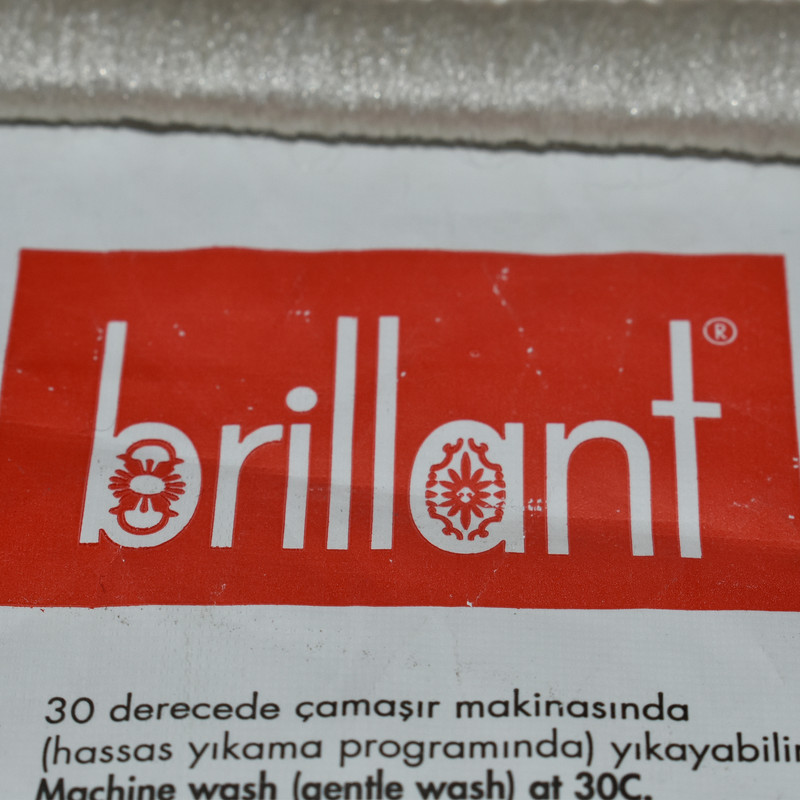 brillant®
30 derecede çamaşır makinasında
(hassas yıkama programında) yıkayabilir
Machine wash (gentle wash) at 30C.